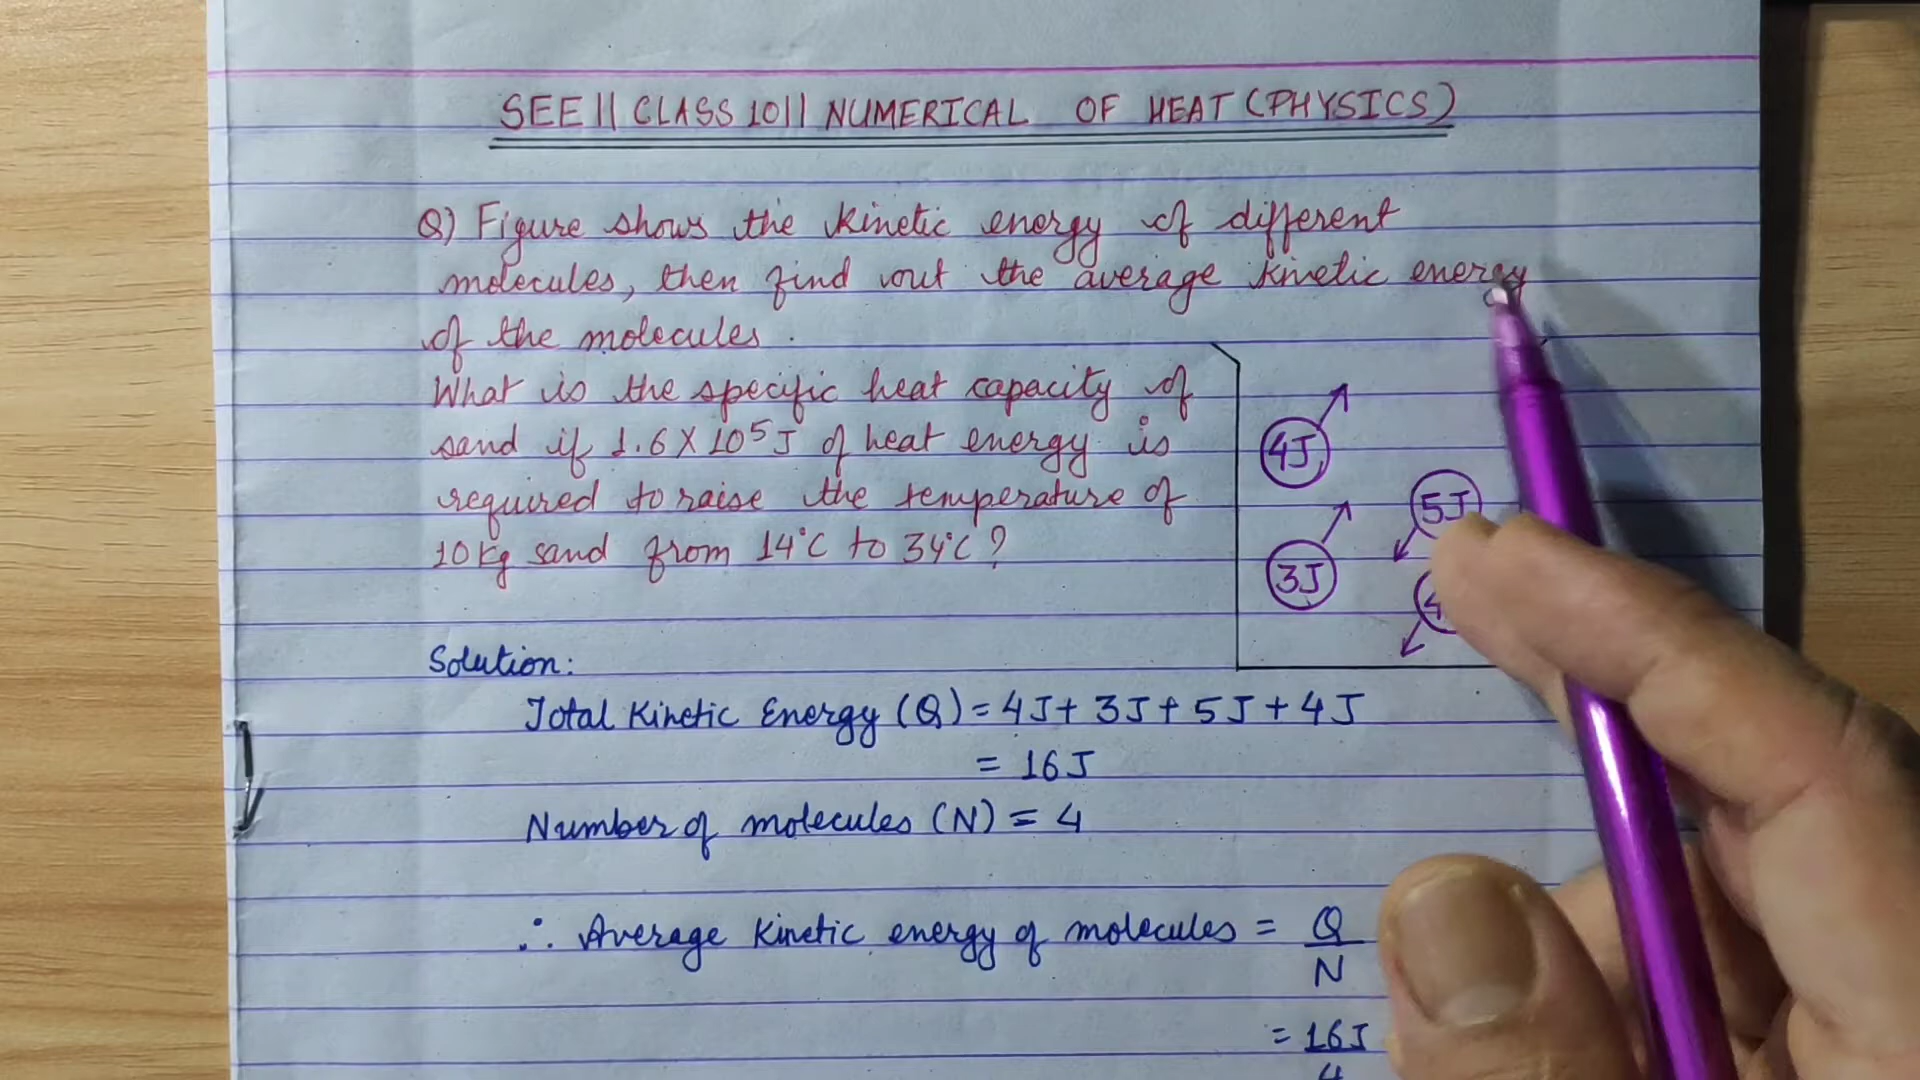 SEE || CLASS 10 || NUMERICAL OF HEAT (PHYSICS)
Q) Figure shows the kinetic energy of different
molecules, then find out the average kinetic energy
of the molecules.
What is the specific heat capacity of
sand if 1.6 X 10⁵ J of heat energy is
required to raise the temperature of
10 kg sand from 14°C to 34°C?
4J
5J
3J
4
Solution:
Total Kinetic Energy (Q) = 4J + 3J + 5J + 4J
= 16J
Number of molecules (N) = 4
∴ Average kinetic energy of molecules = Q
N
= 16J
4